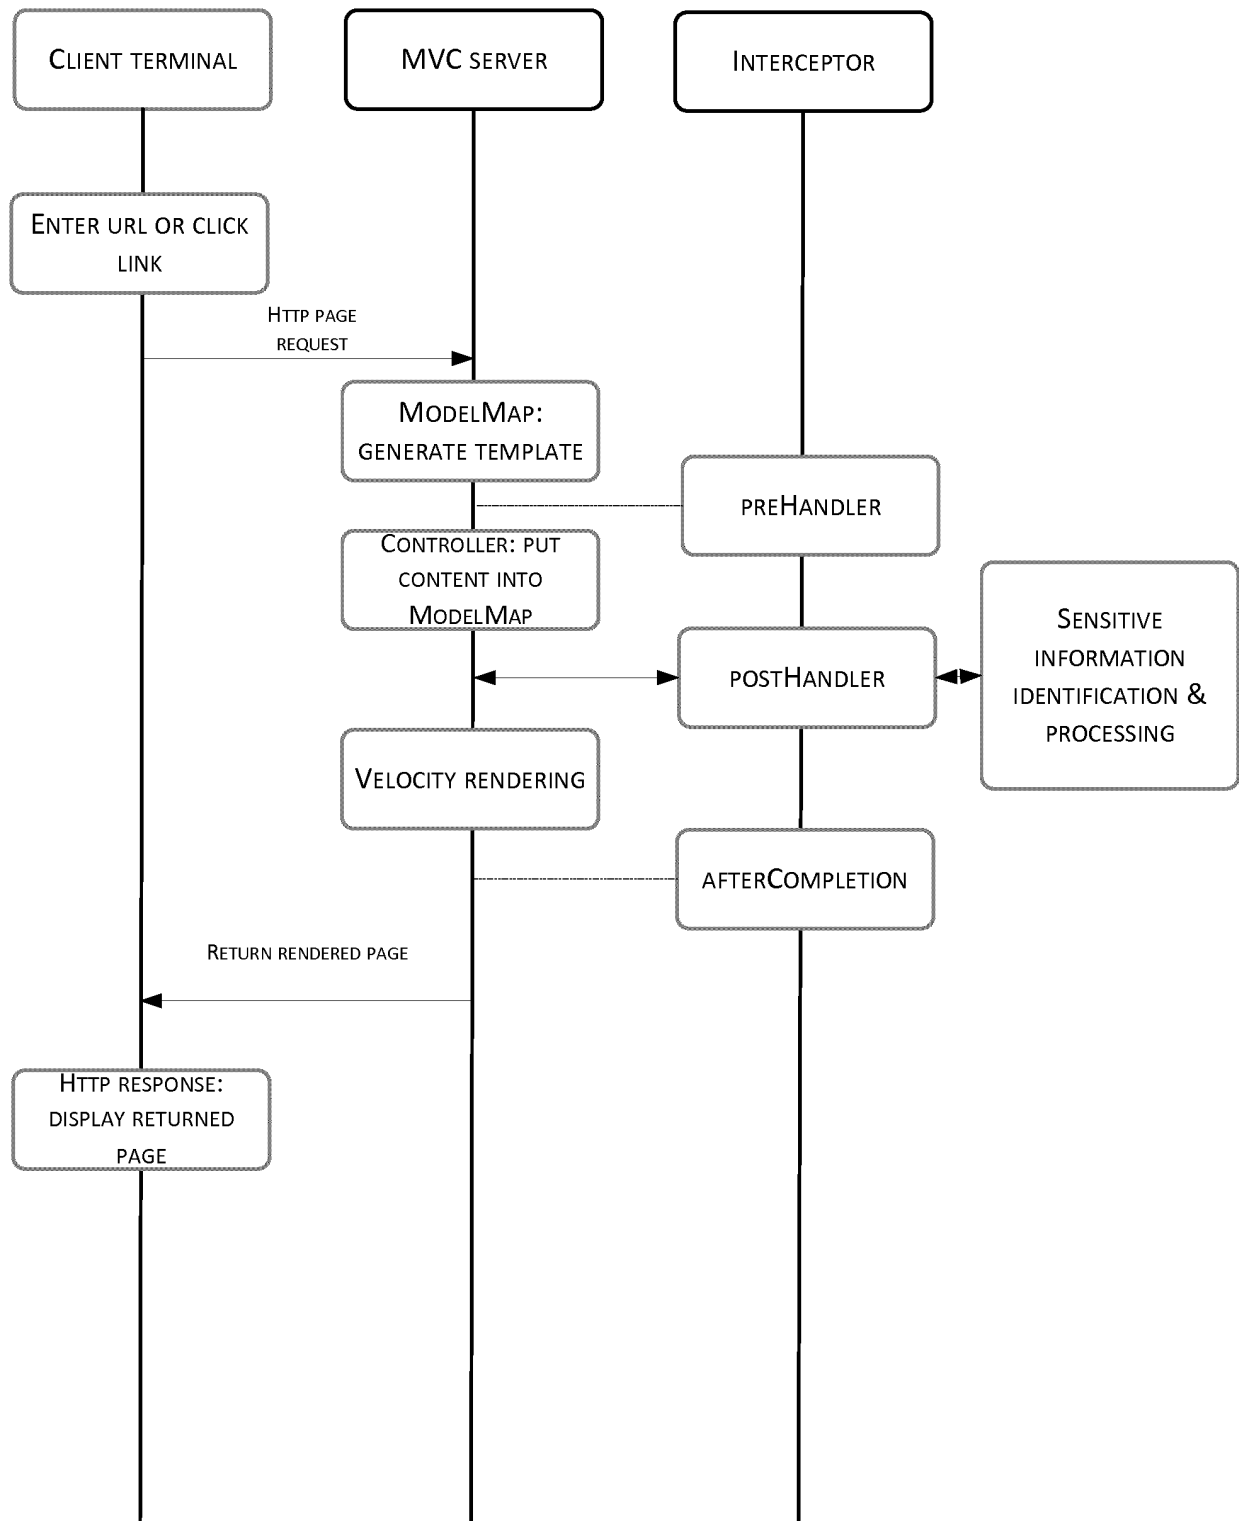 Client terminal
MVC server
Interceptor
Enter url or click
link
Http page
request
ModelMap:
generate template
preHandler
Controller: put
content into
ModelMap
Sensitive
information
identification &
processing
postHandler
Velocity rendering
afterCompletion
Return rendered page
Http response:
display returned
page